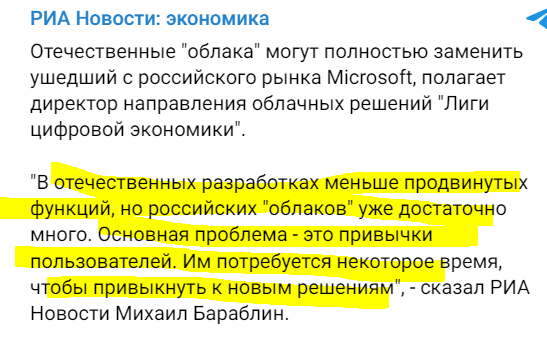 РИА Новости: экономика
Отечественные "облака" могут полностью заменить
ушедший с российского рынка Microsoft, полагает
директор направления облачных решений "Лиги
цифровой экономики".
"В отечественных разработках меньше продвинутых
функций, но российских "облаков" уже достаточно
много. Основная проблема - это привычки
пользователей. Им потребуется некоторое время,
чтобы привыкнуть к новым решениям", - сказал РИА
Новости Михаил Бараблин.